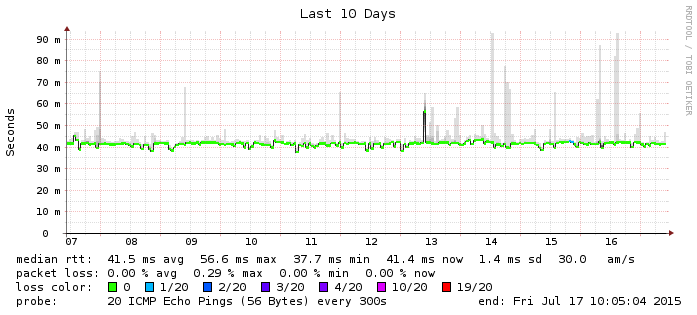 Last 10 Days
RRDTOOL / TOBI OETIKER
Seconds
90 m
80 m
70 m
60 m
50 m
40 m
30 m
20 m
10 m
0
07 08 09 10 11 12 13 14 15 16
median rtt: 41.5 ms avg 56.6 ms max 37.7 ms min 41.4 ms now 1.4 ms sd 30.0 am/s
packet loss: 0.00 % avg 0.29 % max 0.00 % min 0.00 % now
loss color: 0 1/20 2/20 3/20 4/20 10/20 19/20
probe: 20 ICMP Echo Pings (56 Bytes) every 300s end: Fri Jul 17 10:05:04 2015